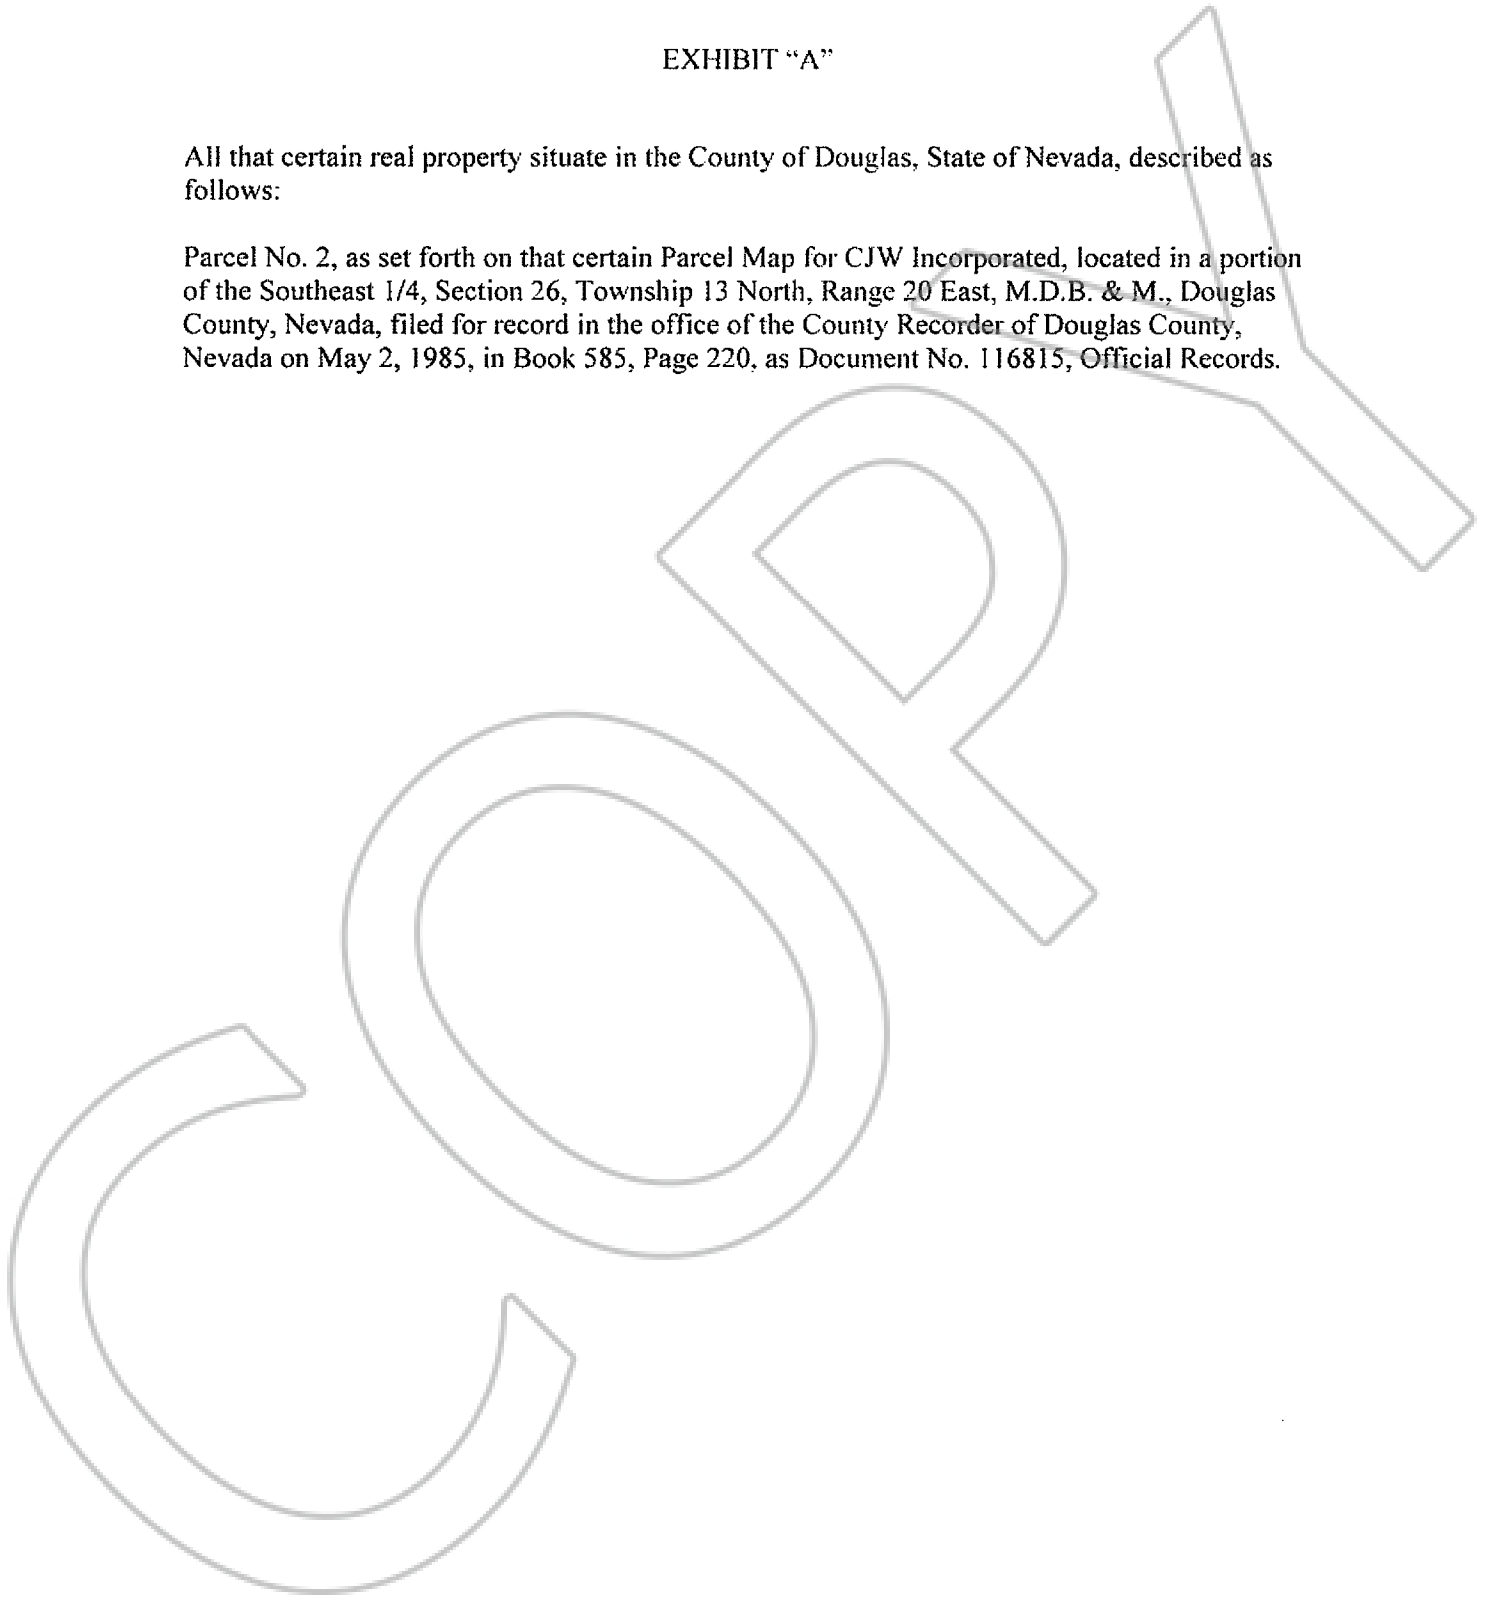 EXHIBIT “A”
All that certain real property situate in the County of Douglas, State of Nevada, described as
follows:
Parcel No. 2, as set forth on that certain Parcel Map for CJW Incorporated, located in a portion
of the Southeast 1/4, Section 26, Township 13 North, Range 20 East, M.D.B. & M., Douglas
County, Nevada, filed for record in the office of the County Recorder of Douglas County,
Nevada on May 2, 1985, in Book 585, Page 220, as Document No. 116815, Official Records.
COPY